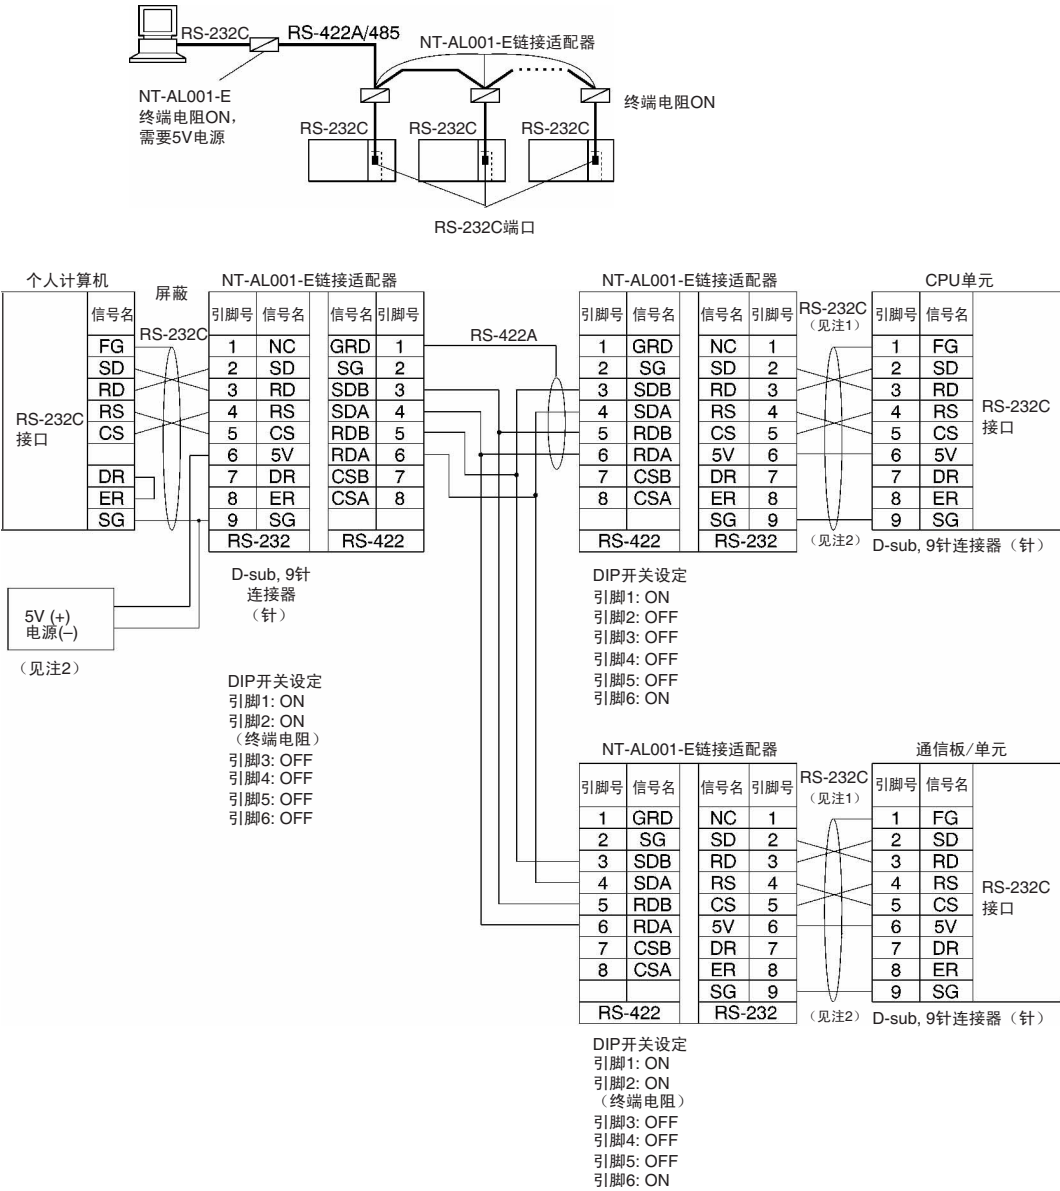 RS-232C
RS-422A/485
NT-AL001-E链接适配器
NT-AL001-E
终端电阻ON,
需要5V电源
终端电阻ON
RS-232C
RS-232C
RS-232C
RS-232C端口
个人计算机
屏蔽
NT-AL001-E链接适配器
信号名
RS-232C
引脚号 信号名
信号名 引脚号
FG
1 NC
GRD 1
SD
2 SD
SG 2
RD
3 RD
SDB 3
RS
4 RS
SDA 4
CS
5 CS
RDB 5
6 5V
RDA 6
DR
7 DR
CSB 7
ER
8 ER
CSA 8
SG
9 SG
RS-232C
接口
RS-232
RS-422
D-sub, 9针
连接器
（针）
5V (+)
电源(–)
（见注2）
DIP开关设定
引脚1: ON
引脚2: ON
（终端电阻）
引脚3: OFF
引脚4: OFF
引脚5: OFF
引脚6: OFF
RS-422A
NT-AL001-E链接适配器
CPU单元
引脚号 信号名
信号名 引脚号
RS-232C
（见注1）
引脚号 信号名
1 GRD
NC 1
1 FG
2 SG
SD 2
2 SD
3 SDB
RD 3
3 RD
4 SDA
RS 4
4 RS
5 RDB
CS 5
5 CS
6 RDA
5V 6
6 5V
7 CSB
DR 7
7 DR
8 CSA
ER 8
8 ER
SG 9
9 SG
RS-232C
接口
RS-422
RS-232
（见注2）
D-sub, 9针连接器（针）
DIP开关设定
引脚1: ON
引脚2: OFF
引脚3: OFF
引脚4: OFF
引脚5: OFF
引脚6: ON
NT-AL001-E链接适配器
通信板/单元
引脚号 信号名
信号名 引脚号
RS-232C
（见注1）
引脚号 信号名
1 GRD
NC 1
1 FG
2 SG
SD 2
2 SD
3 SDB
RD 3
3 RD
4 SDA
RS 4
4 RS
5 RDB
CS 5
5 CS
6 RDA
5V 6
6 5V
7 CSB
DR 7
7 DR
8 CSA
ER 8
8 ER
SG 9
9 SG
RS-232C
接口
RS-422
RS-232
（见注2）
D-sub, 9针连接器（针）
DIP开关设定
引脚1: ON
引脚2: ON
（终端电阻）
引脚3: OFF
引脚4: OFF
引脚5: OFF
引脚6: ON